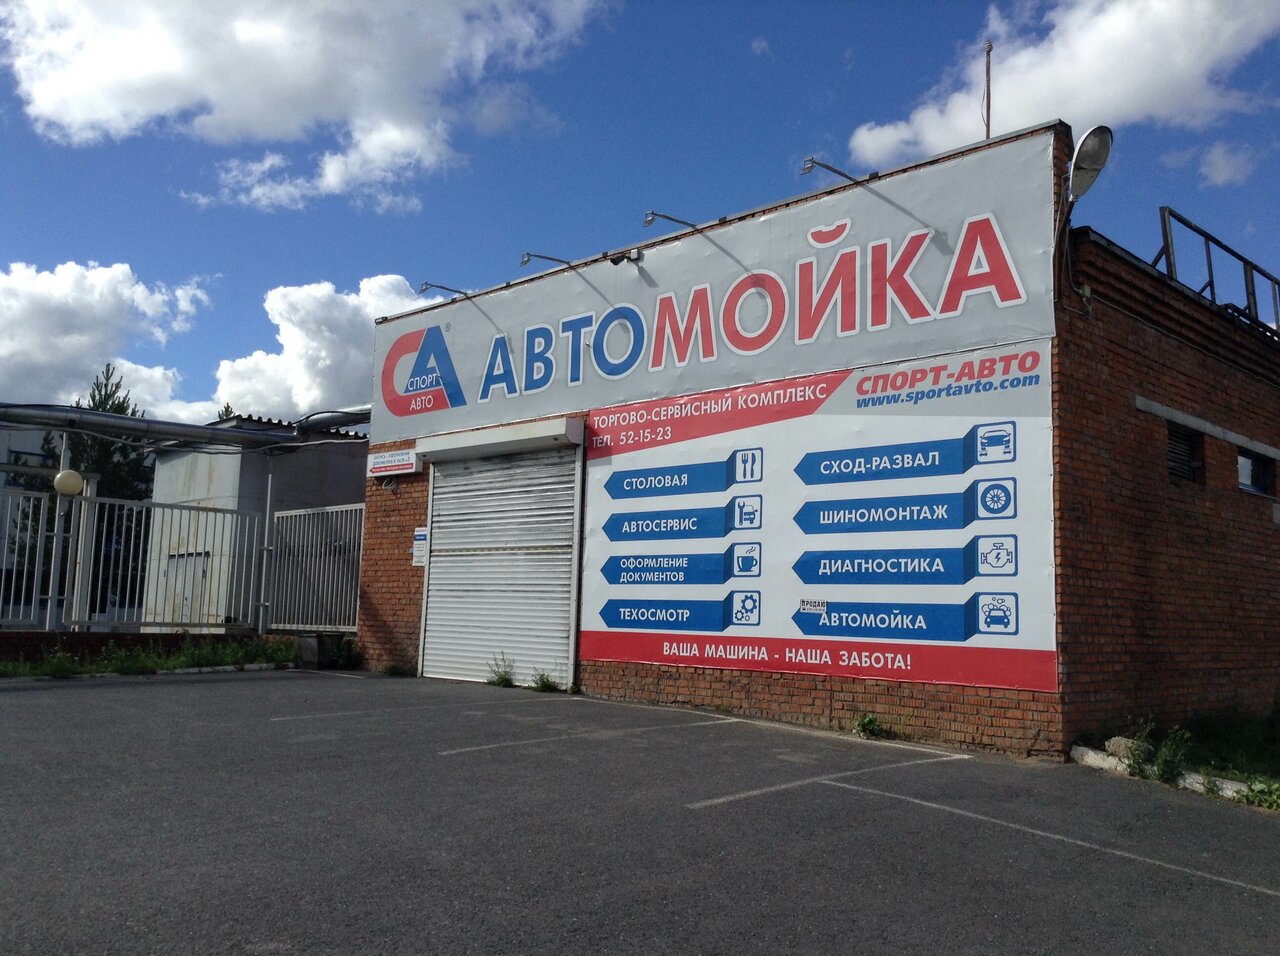 СПОРТ
АВТО
®
АВТОМОЙКА
ТОРГОВО-СЕРВИСНЫЙ КОМПЛЕКС
ТЕЛ. 52-15-23
СПОРТ-АВТО
www.sportavto.com
СТОЛОВАЯ
АВТОСЕРВИС
ОФОРМЛЕНИЕ
ДОКУМЕНТОВ
ТЕХОСМОТР
СХОД-РАЗВАЛ
ШИНОМОНТАЖ
ДИАГНОСТИКА
ПРОДАЮ
АВТОМОЙКА
ВАША МАШИНА - НАША ЗАБОТА!